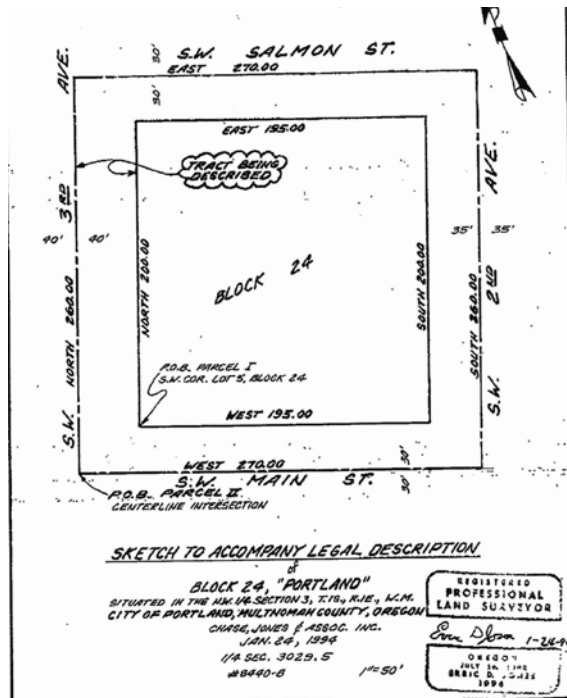 S.W. SALMON ST.
EAST 270.00
30'
30'
AVE.
3RD
NORTH 260.00
S.W.
40' 40'
EAST 195.00
TRACT BEING
DESCRIBED
BLOCK 24
NORTH 200.00
SOUTH 200.00
35' 35'
AVE.
2ND
S.W.
SOUTH 260.00
P.O.B. PARCEL I
S.W. COR. LOT 5, BLOCK 24
WEST 195.00
WEST 270.00
S.W. MAIN ST.
30'
30'
P.O.B. PARCEL II
CENTERLINE INTERSECTION
SKETCH TO ACCOMPANY LEGAL DESCRIPTION
of
BLOCK 24, "PORTLAND"
SITUATED IN THE N.W. 1/4 SECTION 3, T.1S., R.1E., W.M.
CITY OF PORTLAND, MULTNOMAH COUNTY, OREGON
CHASE, JONES & ASSOC. INC.
JAN. 24, 1994
1/4 SEC. 3029.5
#8440-B 1"=50'
REGISTERED
PROFESSIONAL
LAND SURVEYOR
OREGON
JULY